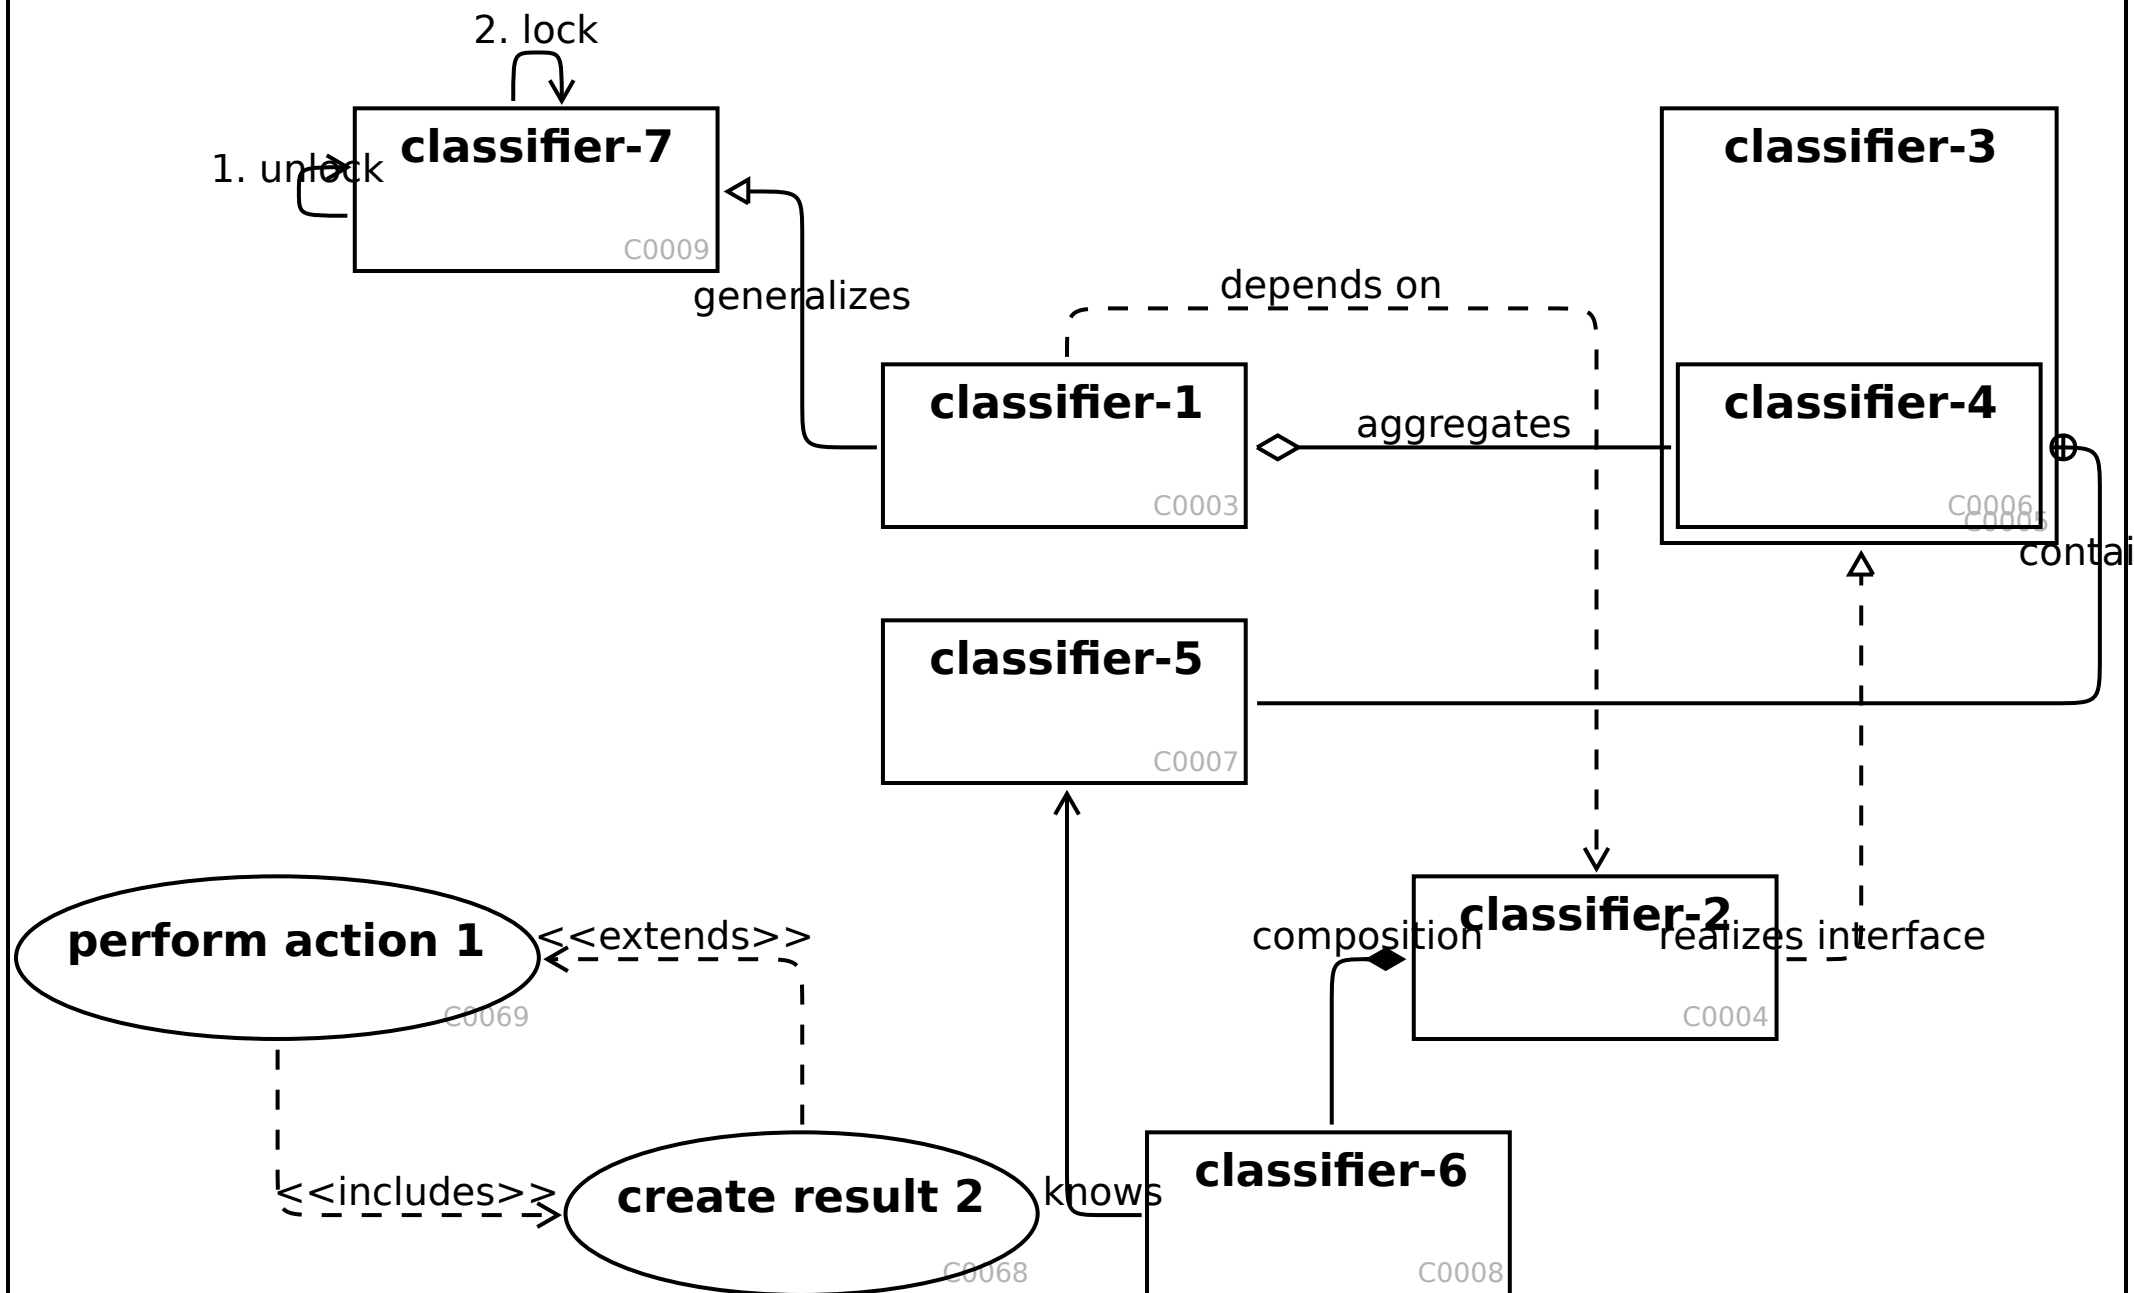 2. lock
classifier-7
classifier-3
1. unlock
C0009
generalizes
depends on
classifier-1
classifier-4
aggregates
C0003
C0006
C0005
contai
classifier-5
C0007
classifier-2
perform action 1
<<extends>>
composition
realizes interface
C0069
C0004
classifier-6
<<includes>>
create result 2
knows
C0068
C0008